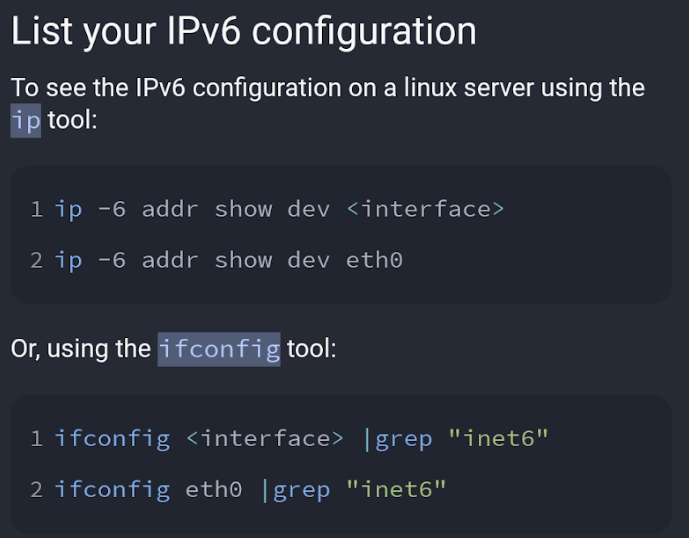 List your IPv6 configuration
To see the IPv6 configuration on a linux server using the
ip tool:
1 ip -6 addr show dev <interface>
2 ip -6 addr show dev eth0
Or, using the ifconfig tool:
1 ifconfig <interface> |grep "inet6"
2 ifconfig eth0 |grep "inet6"